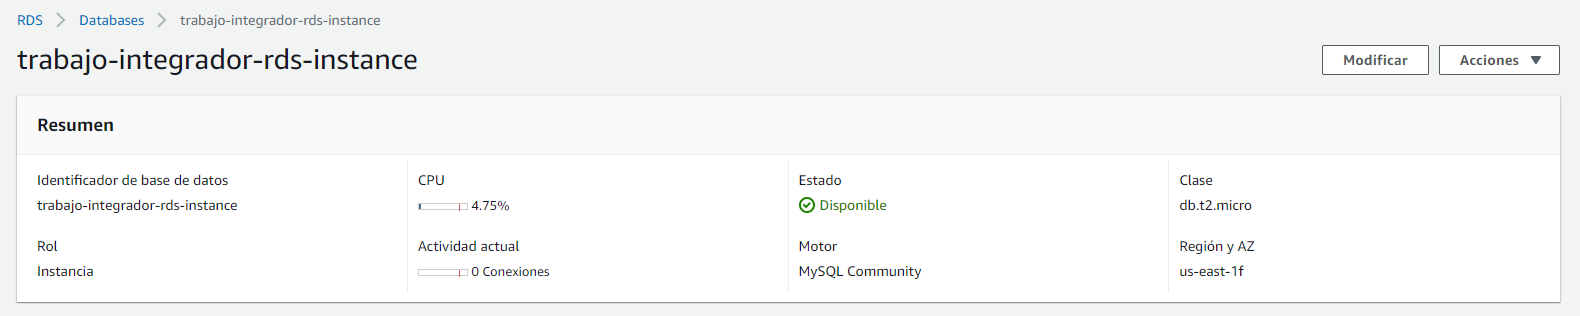 RDS > Databases > trabajo-integrador-rds-instance
trabajo-integrador-rds-instance
Modificar
Acciones
Resumen
Identificador de base de datos
trabajo-integrador-rds-instance
Rol
Instancia
CPU
4.75%
Actividad actual
0 Conexiones
Estado
Disponible
Motor
MySQL Community
Clase
db.t2.micro
Región y AZ
us-east-1f